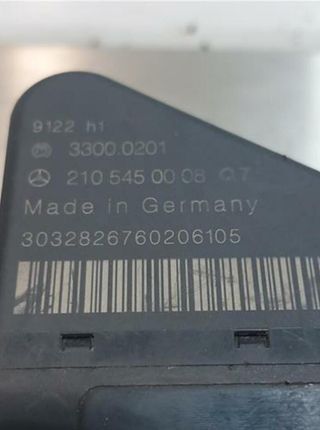 9122 h1
3300.0201
210 545 00 08 Q7
Made in Germany
3032826760206105